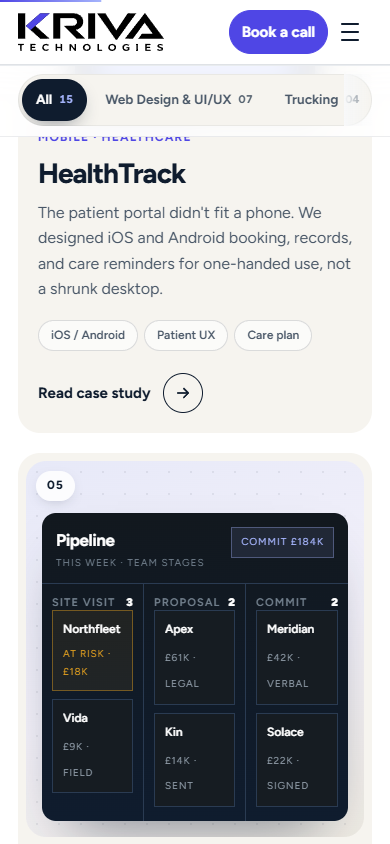 KRIVA
TECHNOLOGIES
Book a call
All 15 Web Design & UI/UX 07 Trucking 04
MOBILE · HEALTHCARE
HealthTrack
The patient portal didn't fit a phone. We
designed iOS and Android booking, records,
and care reminders for one-handed use, not
a shrunk desktop.
iOS / Android Patient UX Care plan
Read case study
05
Pipeline
THIS WEEK · TEAM STAGES
COMMIT £184K
SITE VISIT 3
Northfleet
AT RISK ·
£18K
Vida
£9K ·
FIELD
PROPOSAL 2
Apex
£61K ·
LEGAL
Kin
£14K ·
SENT
COMMIT 2
Meridian
£42K ·
VERBAL
Solace
£22K ·
SIGNED